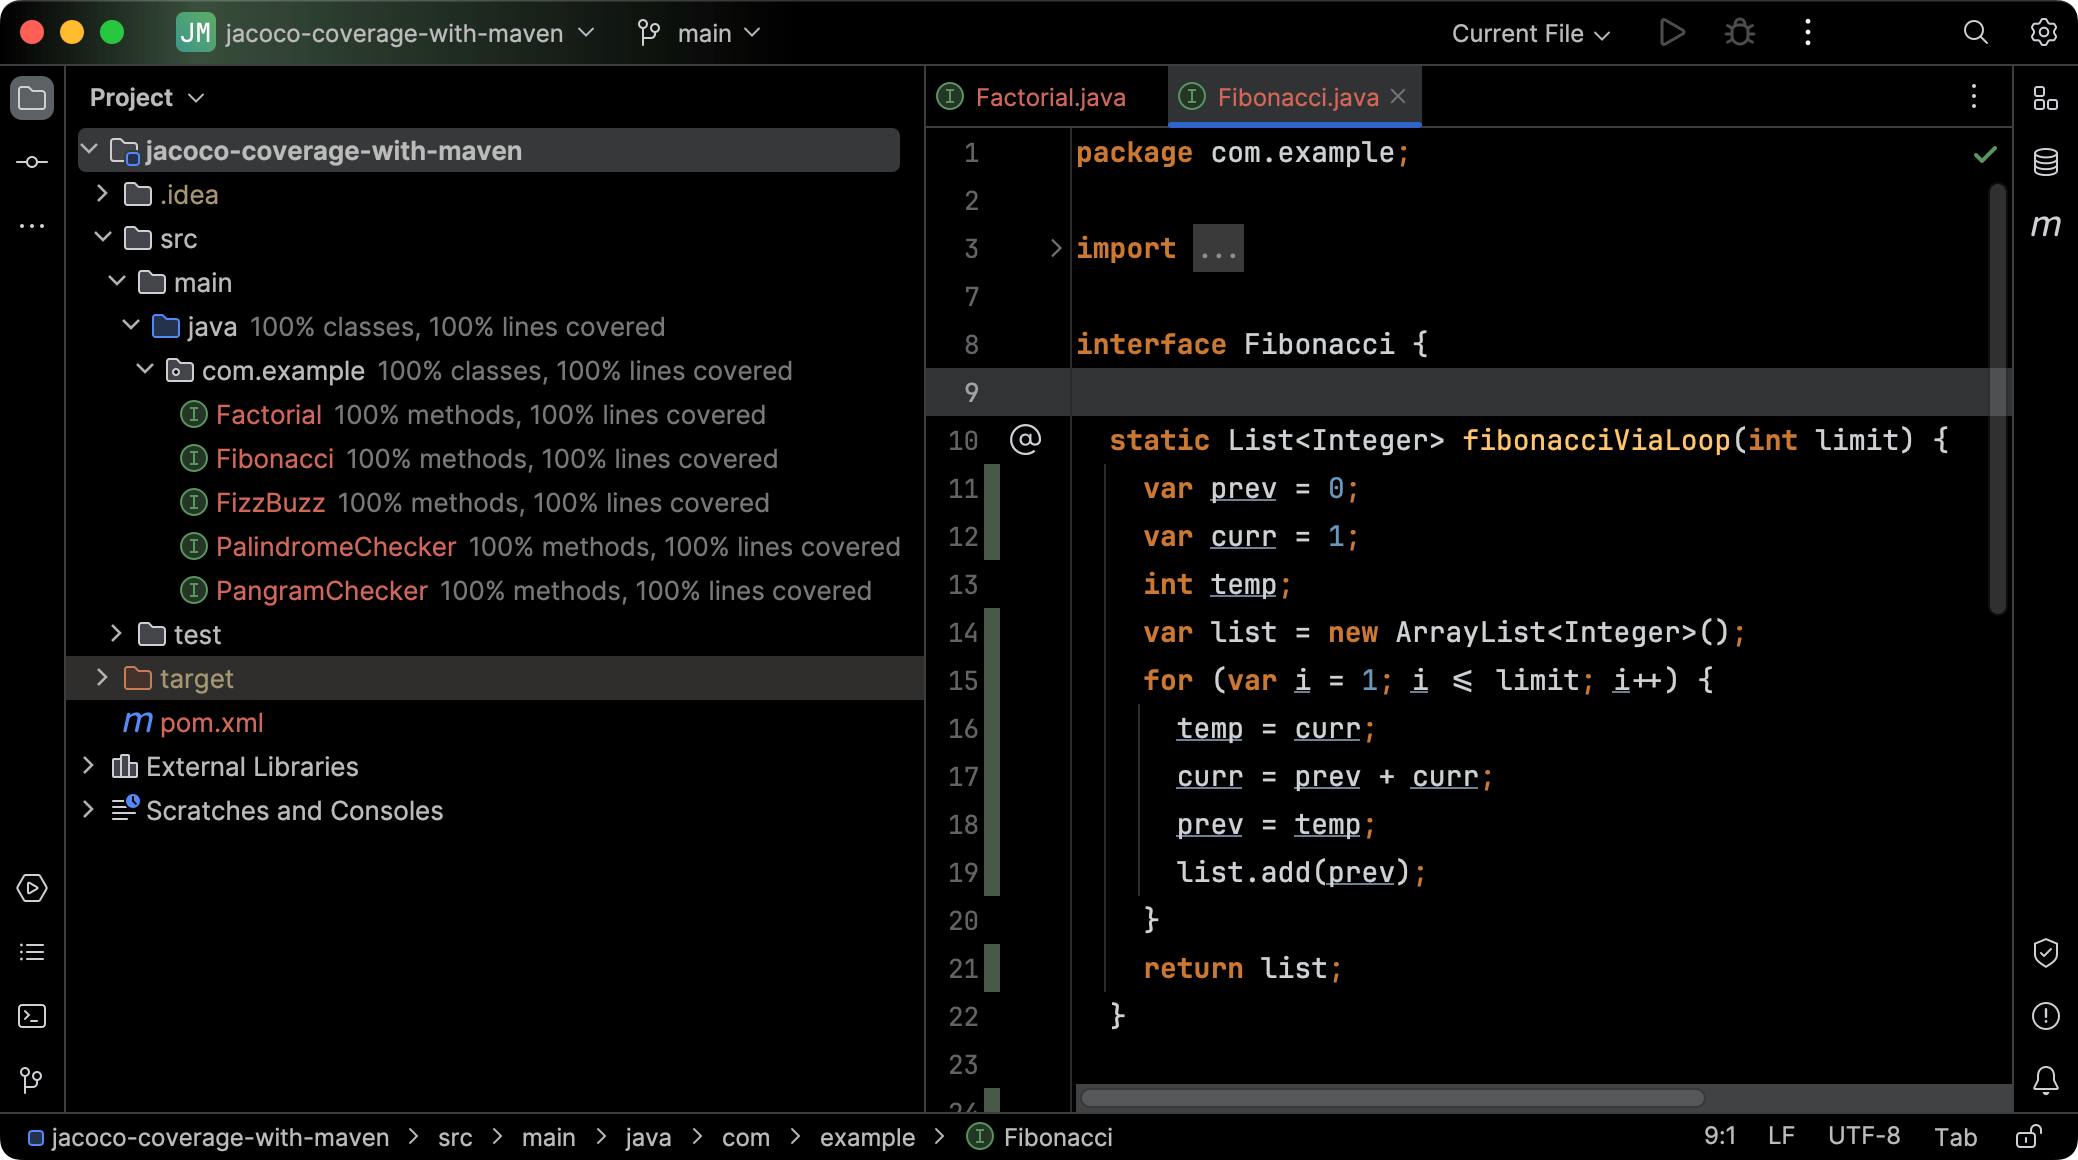 JM jacoco-coverage-with-maven main Current File
Project
jacoco-coverage-with-maven
.idea
src
main
java 100% classes, 100% lines covered
com.example 100% classes, 100% lines covered
Factorial 100% methods, 100% lines covered
Fibonacci 100% methods, 100% lines covered
FizzBuzz 100% methods, 100% lines covered
PalindromeChecker 100% methods, 100% lines covered
PangramChecker 100% methods, 100% lines covered
test
target
m pom.xml
External Libraries
Scratches and Consoles
Factorial.java Fibonacci.java
1 package com.example;
2
3 import ...
7
8 interface Fibonacci {
9
10 @ static List<Integer> fibonacciViaLoop(int limit) {
11 var prev = 0;
12 var curr = 1;
13 int temp;
14 var list = new ArrayList<Integer>();
15 for (var i = 1; i <= limit; i++) {
16 temp = curr;
17 curr = prev + curr;
18 prev = temp;
19 list.add(prev);
20 }
21 return list;
22 }
23
24
m
jacoco-coverage-with-maven > src > main > java > com > example > Fibonacci 9:1 LF UTF-8 Tab